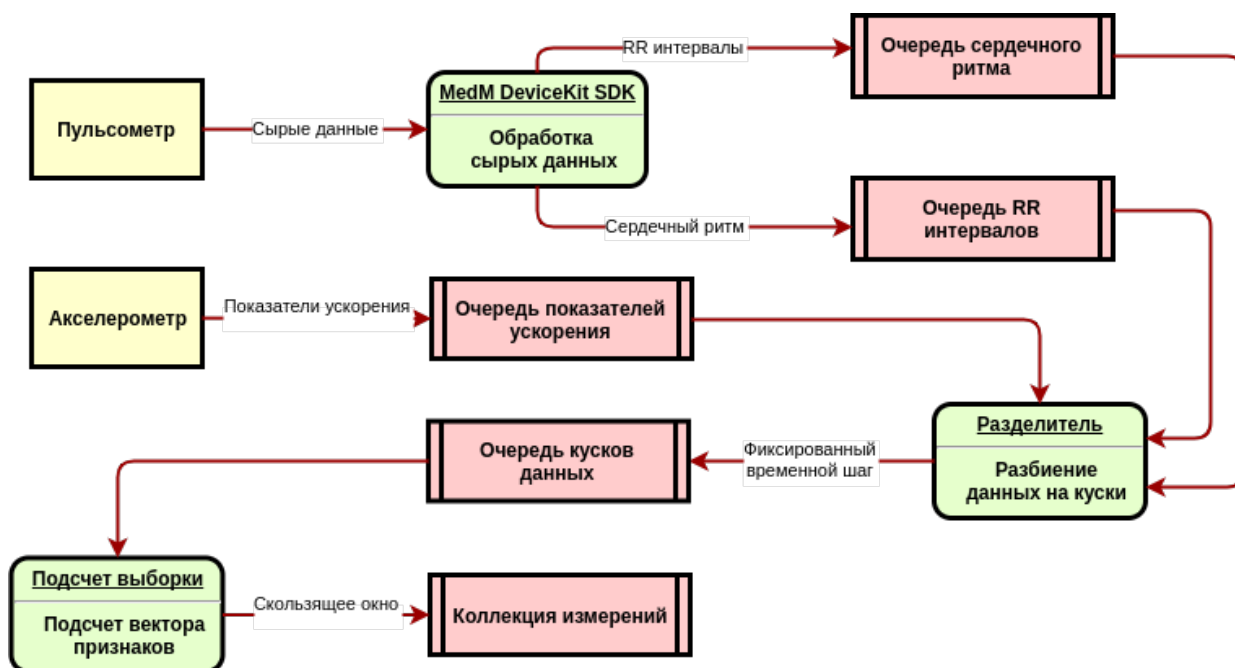 RR интервалы
Очередь сердечного
ритма
MedM DeviceKit SDK
Пульсометр
Сырые данные
Обработка
сырых данных
Сердечный ритм
Очередь RR
интервалов
Акселерометр
Показатели ускорения
Очередь показателей
ускорения
Разделитель
Разбиение
данных на куски
Фиксированный
временной шаг
Очередь кусков
данных
Подсчет выборки
Подсчет вектора
признаков
Скользящее окно
Коллекция измерений